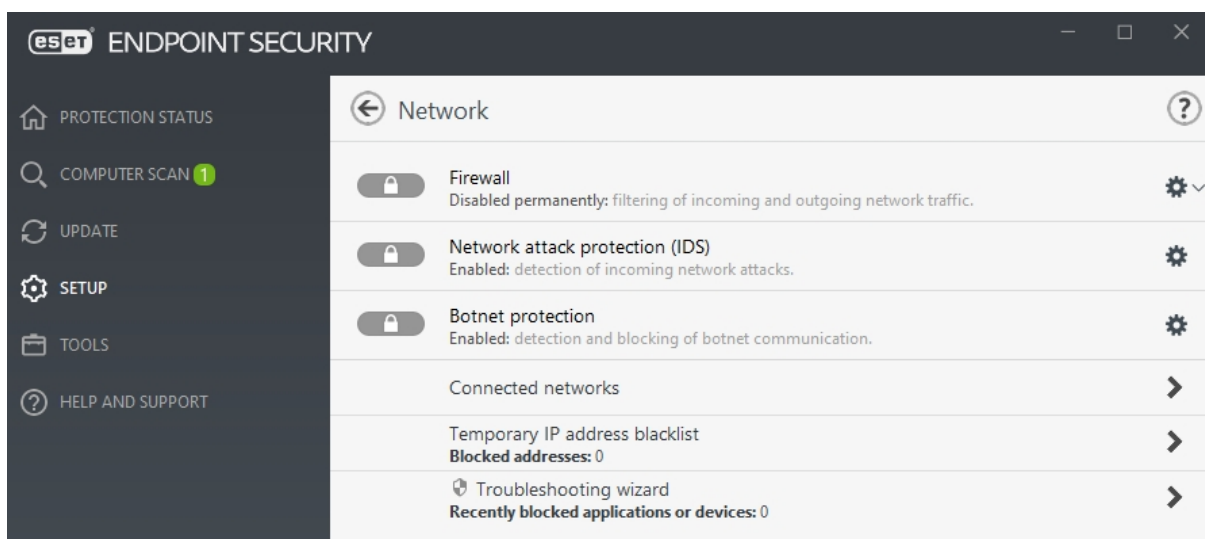 eset ENDPOINT SECURITY
PROTECTION STATUS
COMPUTER SCAN 1
UPDATE
SETUP
TOOLS
HELP AND SUPPORT
Network
?
Firewall
Disabled permanently: filtering of incoming and outgoing network traffic.
Network attack protection (IDS)
Enabled: detection of incoming network attacks.
Botnet protection
Enabled: detection and blocking of botnet communication.
Connected networks
Temporary IP address blacklist
Blocked addresses: 0
Troubleshooting wizard
Recently blocked applications or devices: 0